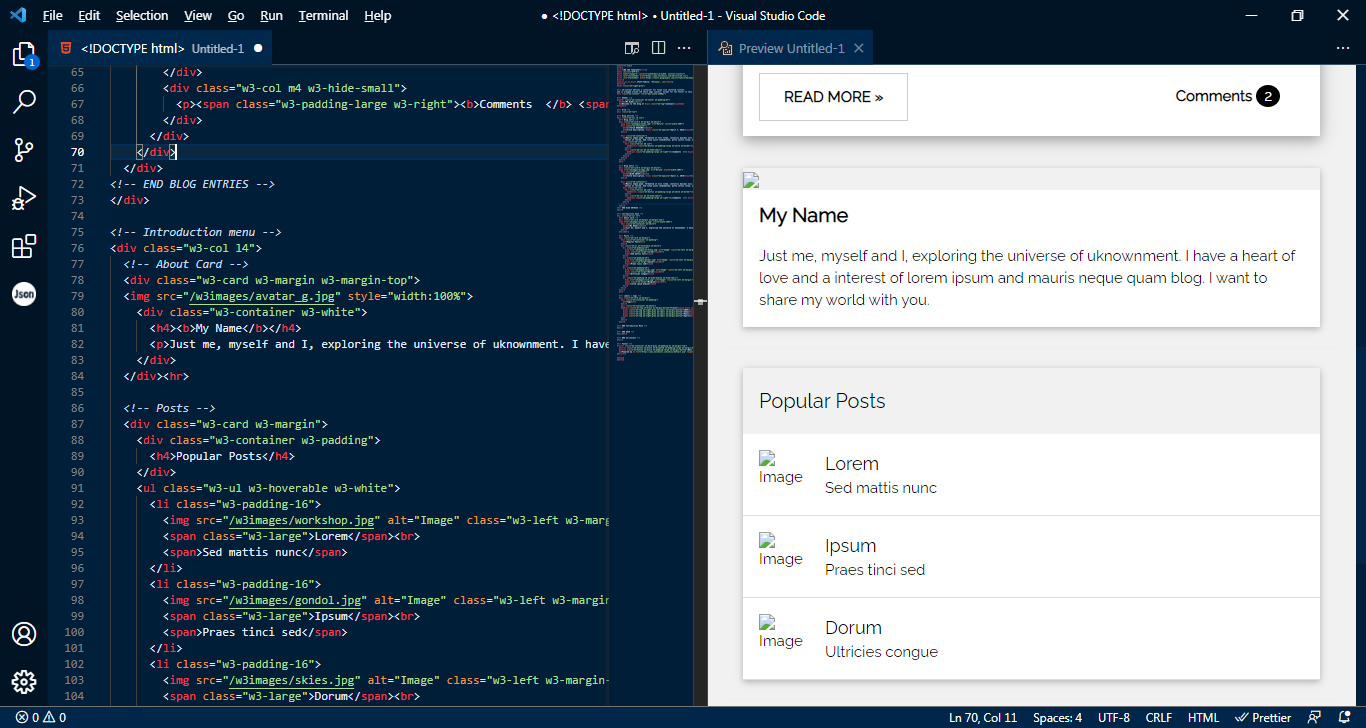 File Edit Selection View Go Run Terminal Help
● <!DOCTYPE html> • Untitled-1 - Visual Studio Code
1
Json
<!DOCTYPE html> Untitled-1 ●
65 </div>
66 <div class="w3-col m4 w3-hide-small">
67 <p><span class="w3-padding-large w3-right"><b>Comments  </b> <span
68 </div>
69 </div>
70 </div>
71 </div>
72 <!-- END BLOG ENTRIES -->
73 </div>
74
75 <!-- Introduction menu -->
76 <div class="w3-col l4">
77 <!-- About Card -->
78 <div class="w3-card w3-margin w3-margin-top">
79 <img src="/w3images/avatar_g.jpg" style="width:100%">
80 <div class="w3-container w3-white">
81 <h4><b>My Name</b></h4>
82 <p>Just me, myself and I, exploring the universe of uknownment. I have
83 </div>
84 </div><hr>
85
86 <!-- Posts -->
87 <div class="w3-card w3-margin">
88 <div class="w3-container w3-padding">
89 <h4>Popular Posts</h4>
90 </div>
91 <ul class="w3-ul w3-hoverable w3-white">
92 <li class="w3-padding-16">
93 <img src="/w3images/workshop.jpg" alt="Image" class="w3-left w3-marg
94 <span class="w3-large">Lorem</span><br>
95 <span>Sed mattis nunc</span>
96 </li>
97 <li class="w3-padding-16">
98 <img src="/w3images/gondol.jpg" alt="Image" class="w3-left w3-margin
99 <span class="w3-large">Ipsum</span><br>
100 <span>Praes tinci sed</span>
101 </li>
102 <li class="w3-padding-16">
103 <img src="/w3images/skies.jpg" alt="Image" class="w3-left w3-margin-
104 <span class="w3-large">Dorum</span><br>
Preview Untitled-1
READ MORE »
Comments 2
My Name
Just me, myself and I, exploring the universe of uknownment. I have a heart of
love and a interest of lorem ipsum and mauris neque quam blog. I want to
share my world with you.
Popular Posts
Image
Lorem
Sed mattis nunc
Image
Ipsum
Praes tinci sed
Image
Dorum
Ultricies congue
0 0
Ln 70, Col 11 Spaces: 4 UTF-8 CRLF HTML Prettier